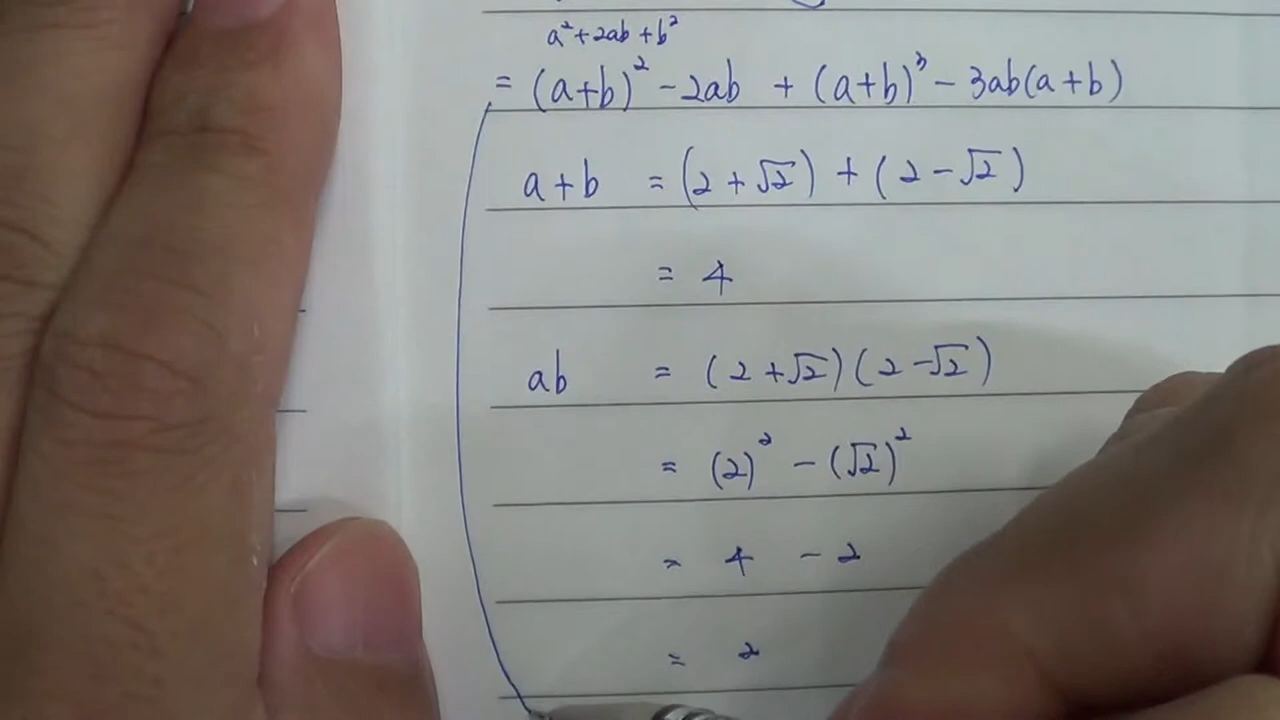 a² + 2ab + b²
= (a+b)² - 2ab + (a+b)³ - 3ab(a+b)
a+b = (2+√2) + (2-√2)
= 4
ab = (2+√2)(2-√2)
= (2)² - (√2)²
= 4 - 2
= 2